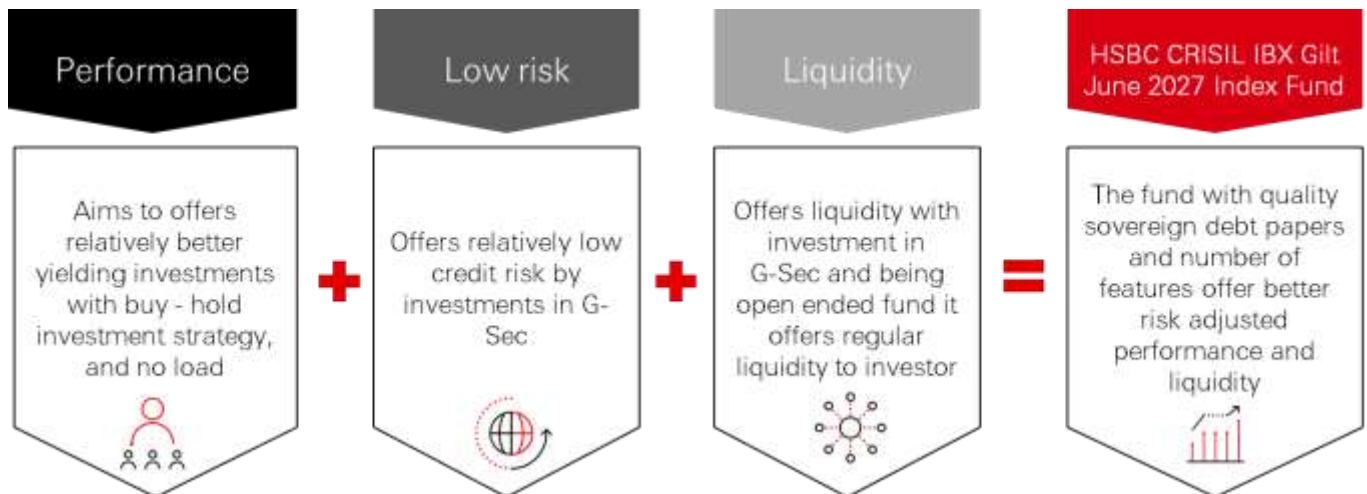 Performance
Aims to offers
relatively better
yielding investments
with buy - hold
investment strategy,
and no load
Low risk
Offers relatively low
credit risk by
investments in G-
Sec
Liquidity
Offers liquidity with
investment in
G-Sec and being
open ended fund it
offers regular
liquidity to investor
HSBC CRISIL IBX Gilt
June 2027 Index Fund
The fund with quality
sovereign debt papers
and number of
features offer better
risk adjusted
performance and
liquidity